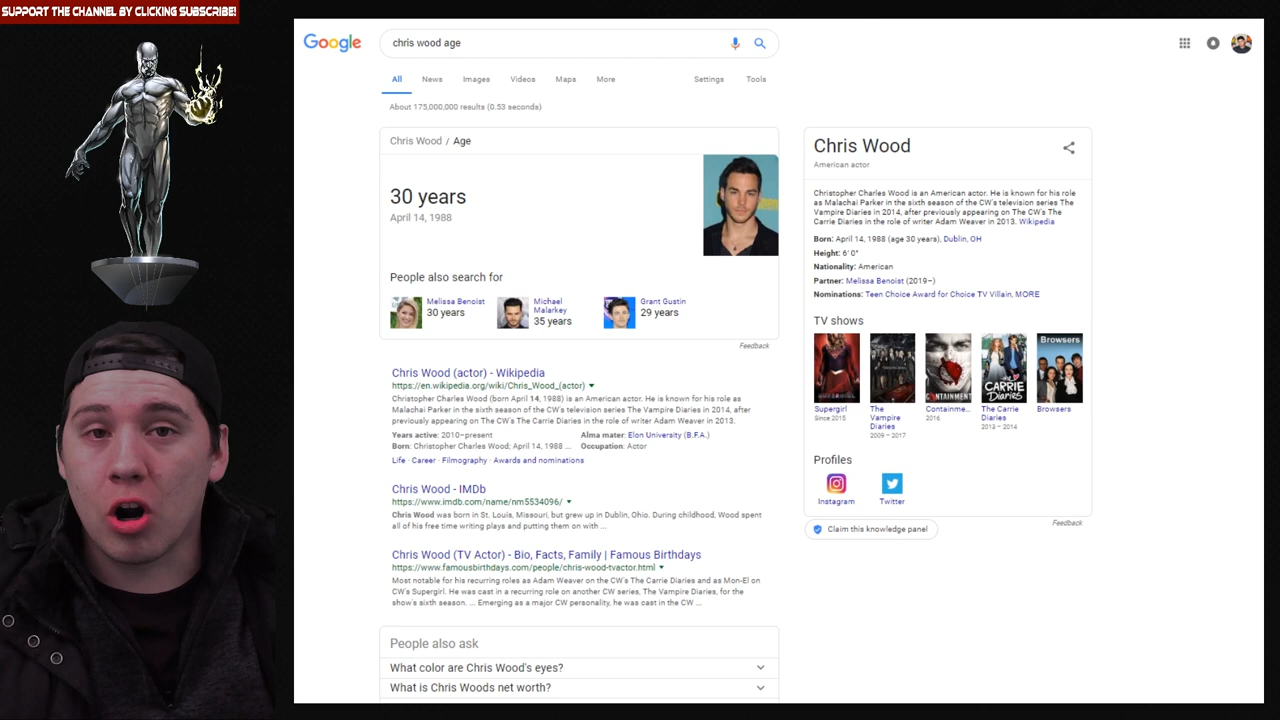 SUPPORT THE CHANNEL BY CLICKING SUBSCRIBE!
Google
chris wood age
All News Images Videos Maps More Settings Tools
About 175,000,000 results (0.53 seconds)
Chris Wood / Age
30 years
April 14, 1988
People also search for
Melissa Benoist
30 years
Michael
Malarkey
35 years
Grant Gustin
29 years
Feedback
Chris Wood (actor) - Wikipedia
https://en.wikipedia.org/wiki/Chris_Wood_(actor)
Christopher Charles Wood (born April 14, 1988) is an American actor. He is known for his role as
Malachai Parker in the sixth season of the CW's television series The Vampire Diaries in 2014, after
previously appearing on The CW's The Carrie Diaries in the role of writer Adam Weaver in 2013.
Years active: 2010–present Alma mater: Elon University (B.F.A.)
Born: Christopher Charles Wood; April 14, 1988 ... Occupation: Actor
Life · Career · Filmography · Awards and nominations
Chris Wood - IMDb
https://www.imdb.com/name/nm5534096/
Chris Wood was born in St. Louis, Missouri, but grew up in Dublin, Ohio. During childhood, Wood spent
all of his free time writing plays and putting them on with ...
Chris Wood (TV Actor) - Bio, Facts, Family | Famous Birthdays
https://www.famousbirthdays.com/people/chris-wood-tvactor.html
Most notable for his recurring roles as Adam Weaver on the CW's The Carrie Diaries and as Mon-El on
CW's Supergirl. He was cast in a recurring role on another CW series, The Vampire Diaries, for the
show's sixth season. ... Emerging as a major CW personality, he was cast in the CW ...
People also ask
What color are Chris Wood's eyes?
What is Chris Woods net worth?
Chris Wood
American actor
Christopher Charles Wood is an American actor. He is known for his role
as Malachai Parker in the sixth season of the CW's television series The
Vampire Diaries in 2014, after previously appearing on The CW's The
Carrie Diaries in the role of writer Adam Weaver in 2013. Wikipedia
Born: April 14, 1988 (age 30 years), Dublin, OH
Height: 6' 0"
Nationality: American
Partner: Melissa Benoist (2019–)
Nominations: Teen Choice Award for Choice TV Villain, MORE
TV shows
CONTAINMENT
THE CARRIE
DIARIES
Browsers
Supergirl
Since 2015
The
Vampire
Diaries
2009 – 2017
Containme...
2016
The Carrie
Diaries
2013 – 2014
Browsers
Profiles
Instagram
Twitter
Feedback
Claim this knowledge panel